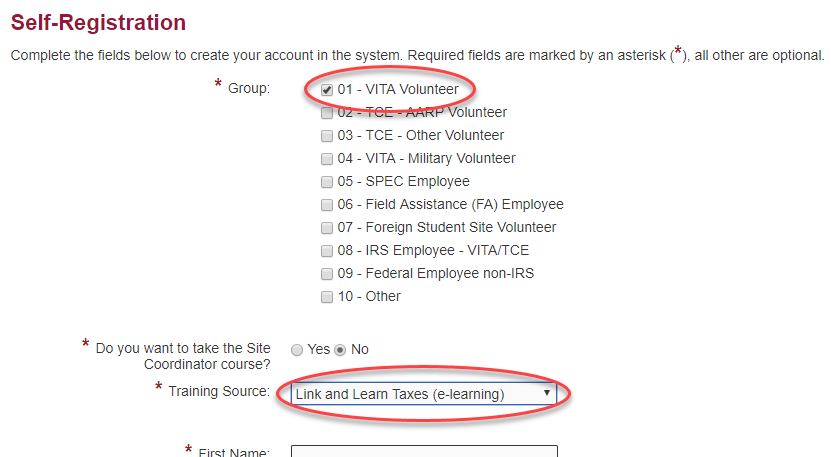 Self-Registration
Complete the fields below to create your account in the system. Required fields are marked by an asterisk (*), all other are optional.
* Group:
01 - VITA Volunteer
02 - TCE - AARP Volunteer
03 - TCE - Other Volunteer
04 - VITA - Military Volunteer
05 - SPEC Employee
06 - Field Assistance (FA) Employee
07 - Foreign Student Site Volunteer
08 - IRS Employee - VITA/TCE
09 - Federal Employee non-IRS
10 - Other
* Do you want to take the Site
Coordinator course?
Yes No
* Training Source:
Link and Learn Taxes (e-learning)
* First Name: